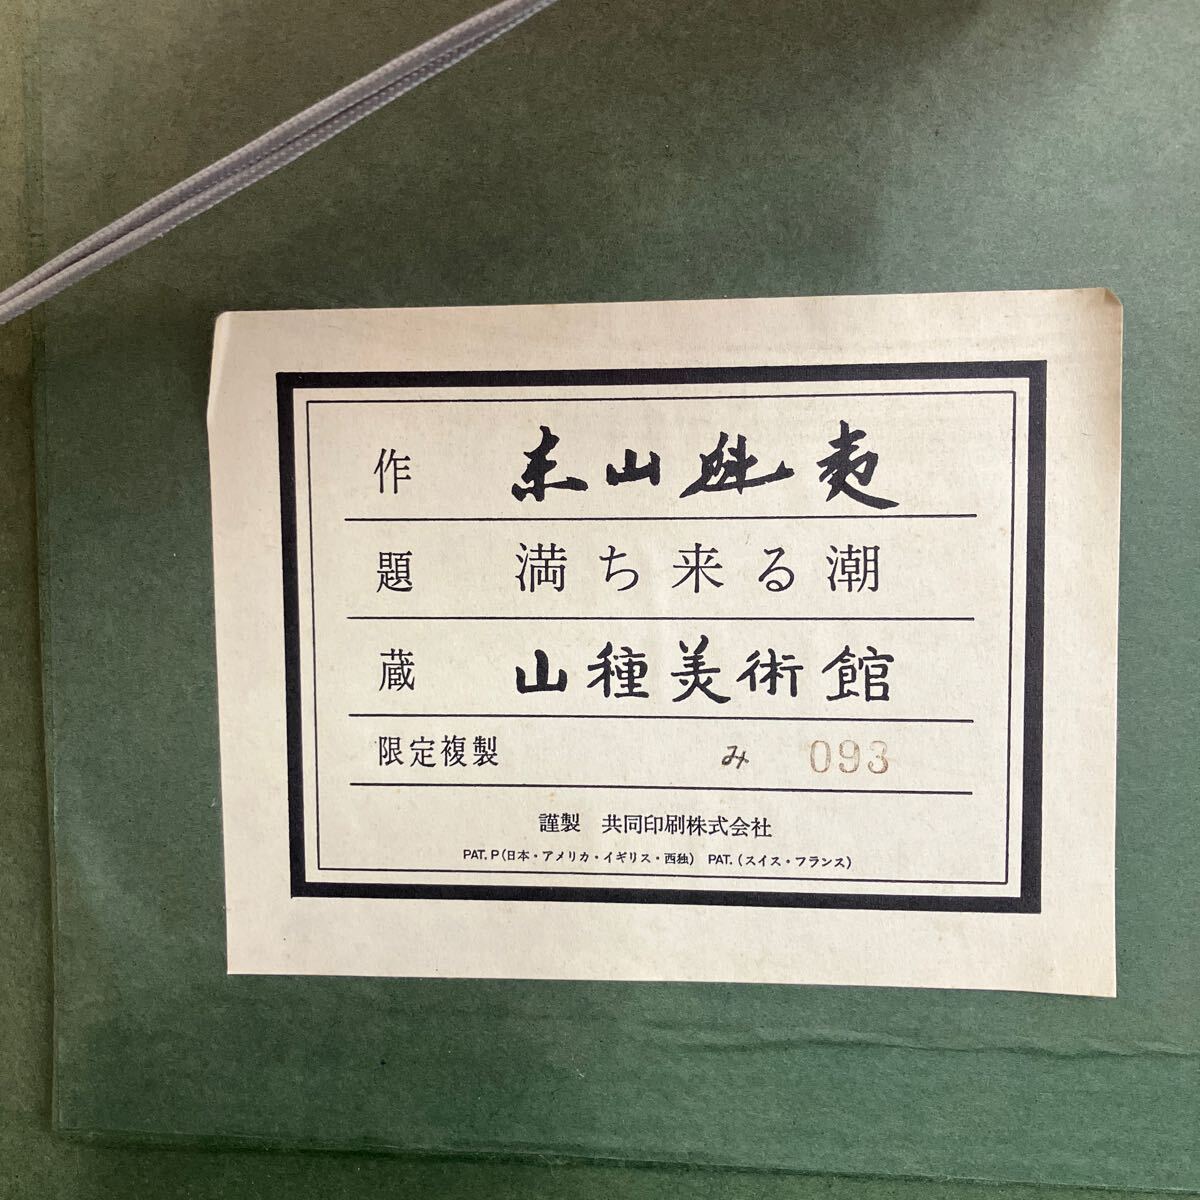 作 東山魁夷
題 満ち来る潮
蔵 山種美術館
限定複製 み 093
謹製 共同印刷株式会社
PAT. P (日本・アメリカ・イギリス・西独) PAT. (スイス・フランス)